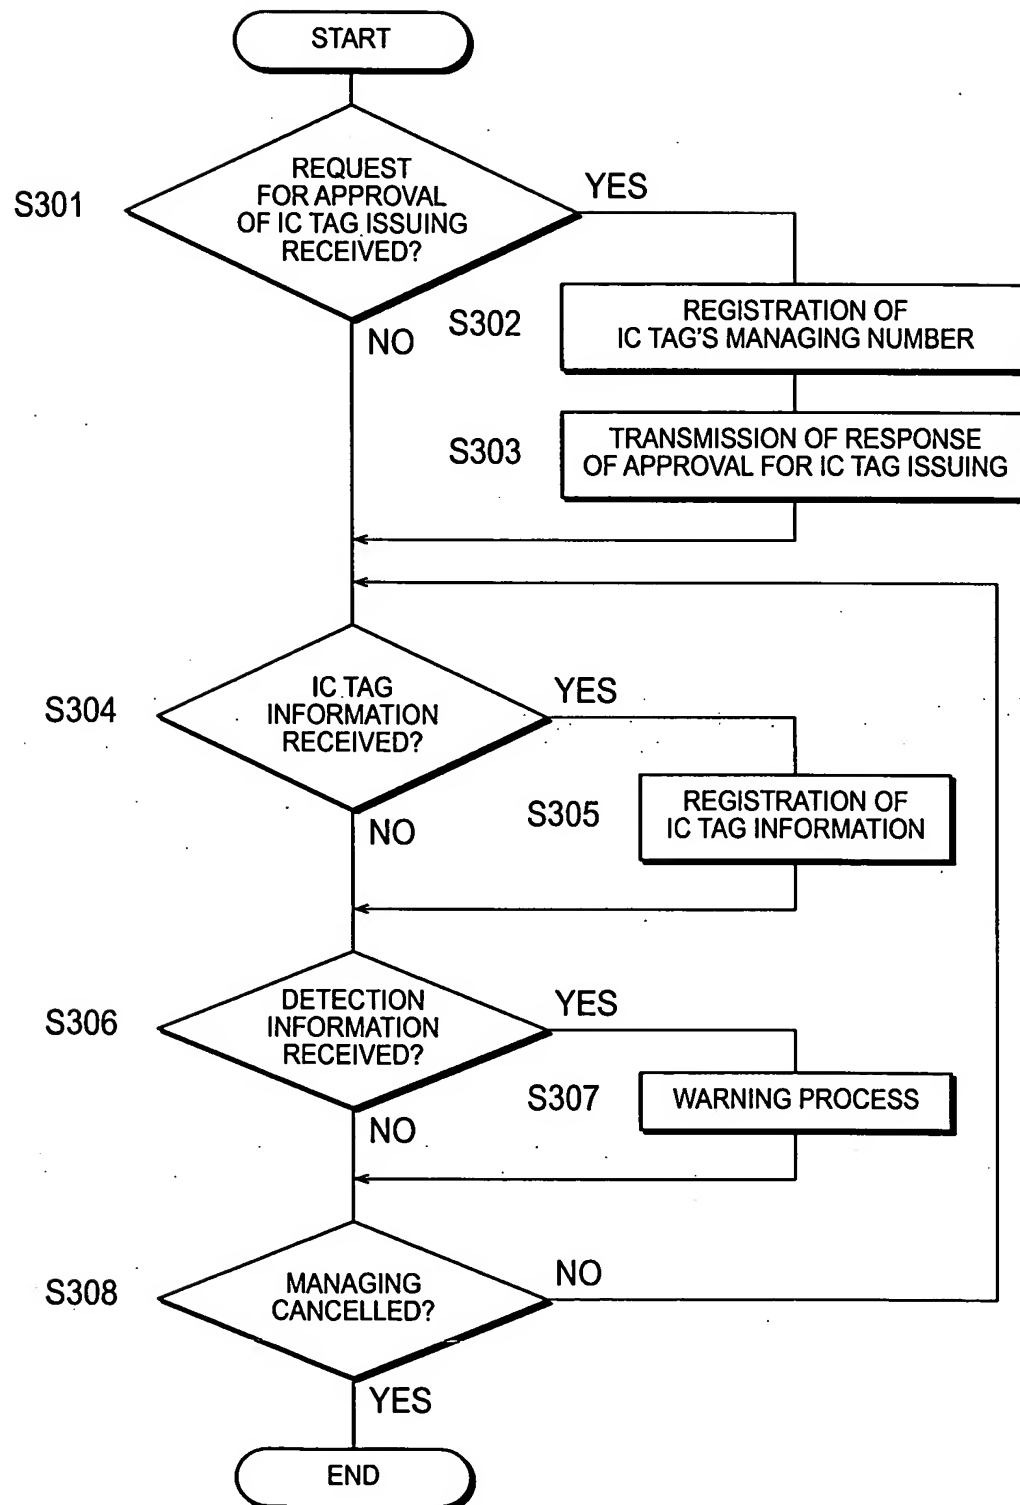 START
S301
REQUEST
FOR APPROVAL
OF IC TAG ISSUING
RECEIVED?
YES
NO
S302
REGISTRATION OF
IC TAG'S MANAGING NUMBER
S303
TRANSMISSION OF RESPONSE
OF APPROVAL FOR IC TAG ISSUING
S304
IC TAG
INFORMATION
RECEIVED?
YES
NO
S305
REGISTRATION OF
IC TAG INFORMATION
S306
DETECTION
INFORMATION
RECEIVED?
YES
NO
S307
WARNING PROCESS
S308
MANAGING
CANCELLED?
NO
YES
END